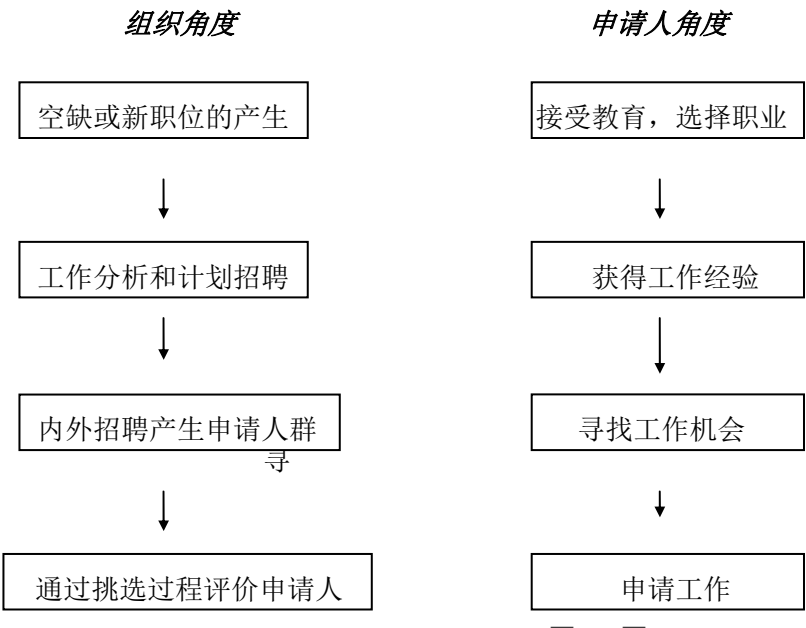 组织角度
申请人角度
空缺或新职位的产生
接受教育，选择职业
工作分析和计划招聘
获得工作经验
内外招聘产生申请人群
寻
寻找工作机会
通过挑选过程评价申请人
申请工作